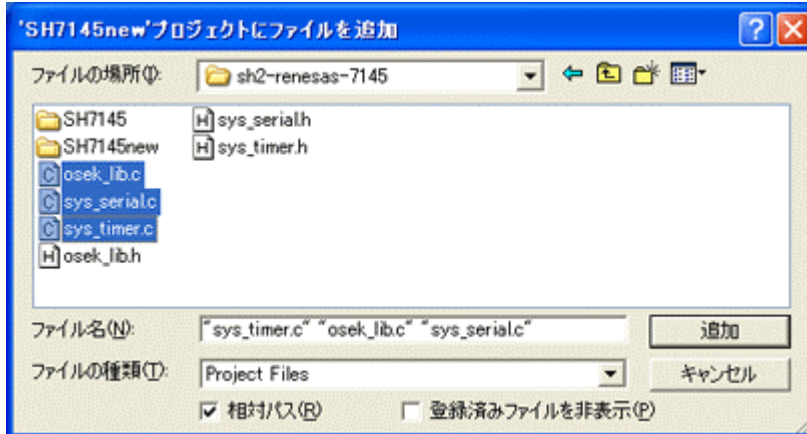 'SH7145new'プロジェクトにファイルを追加
ファイルの場所(I):
sh2-renesas-7145
SH7145
SH7145new
osek_lib.c
sys_serial.c
sys_timer.c
osek_lib.h
sys_serial.h
sys_timer.h
ファイル名(N):
"sys_timer.c" "osek_lib.c" "sys_serial.c"
追加
ファイルの種類(T):
Project Files
キャンセル
相対パス(R)
登録済みファイルを非表示(P)